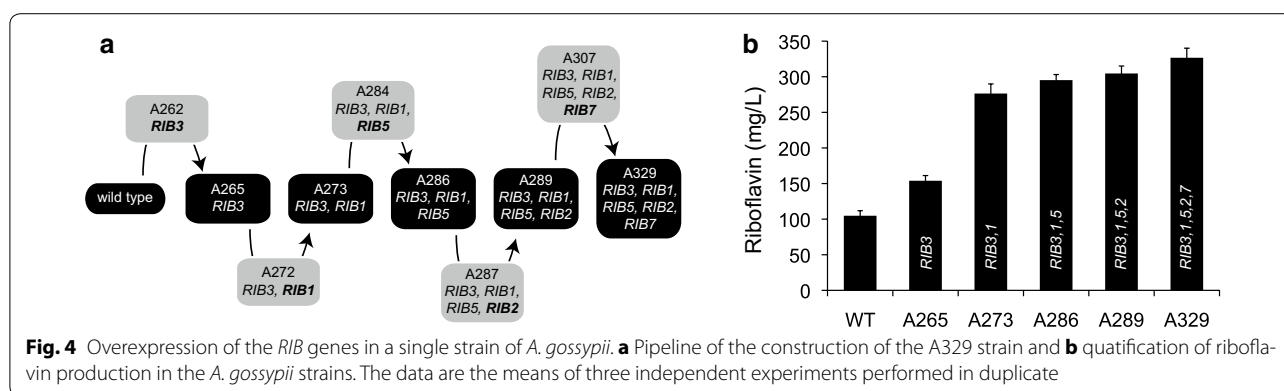 a
A262
RIB3
A284
RIB3, RIB1,
RIB5
A307
RIB3, RIB1,
RIB5, RIB2,
RIB7
wild type
A265
RIB3
A273
RIB3, RIB1
A286
RIB3, RIB1,
RIB5
A289
RIB3, RIB1,
RIB5, RIB2
A329
RIB3, RIB1,
RIB5, RIB2,
RIB7
A272
RIB3, RIB1
A287
RIB3, RIB1,
RIB5, RIB2
b
Riboflavin (mg/L)
350
300
250
200
150
100
50
0
RIB3
RIB3,1
RIB3,1,5
RIB3,1,5,2
RIB3,1,5,2,7
WT A265 A273 A286 A289 A329
Fig. 4 Overexpression of the RIB genes in a single strain of A. gossypii. a Pipeline of the construction of the A329 strain and b quatification of ribofla-
vin production in the A. gossypii strains. The data are the means of three independent experiments performed in duplicate